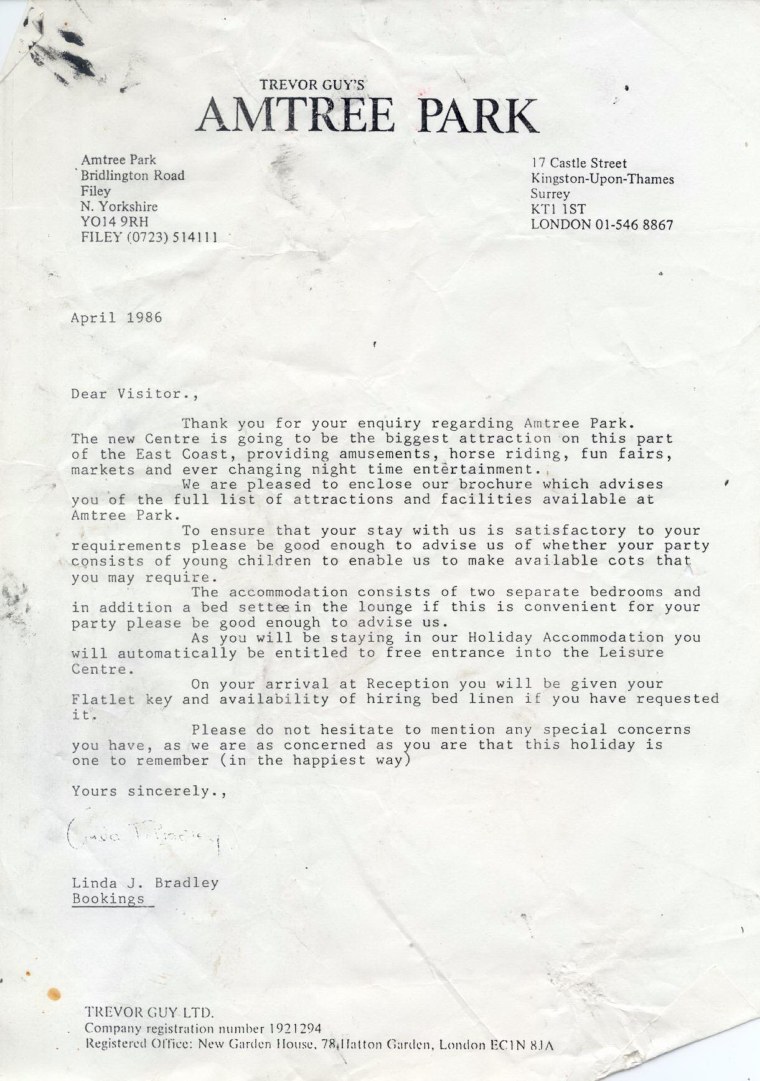 TREVOR GUY'S
AMTREE PARK
Amtree Park
Bridlington Road
Filey
N. Yorkshire
YO14 9RH
FILEY (0723) 514111
17 Castle Street
Kingston-Upon-Thames
Surrey
KT1 1ST
LONDON 01-546 8867
April 1986
Dear Visitor.,
Thank you for your enquiry regarding Amtree Park.
The new Centre is going to be the biggest attraction on this part
of the East Coast, providing amusements, horse riding, fun fairs,
markets and ever changing night time entertainment.
We are pleased to enclose our brochure which advises
you of the full list of attractions and facilities available at
Amtree Park.
To ensure that your stay with us is satisfactory to your
requirements please be good enough to advise us of whether your party
consists of young children to enable us to make available cots that
you may require.
The accommodation consists of two separate bedrooms and
in addition a bed settee in the lounge if this is convenient for your
party please be good enough to advise us.
As you will be staying in our Holiday Accommodation you
will automatically be entitled to free entrance into the Leisure
Centre.
On your arrival at Reception you will be given your
Flatlet key and availability of hiring bed linen if you have requested
it.
Please do not hesitate to mention any special concerns
you have, as we are as concerned as you are that this holiday is
one to remember (in the happiest way)
Yours sincerely.,
Linda J. Bradley
Bookings
TREVOR GUY LTD.
Company registration number 1921294
Registered Office: New Garden House, 78,Hatton Garden, London EC1N 8JA